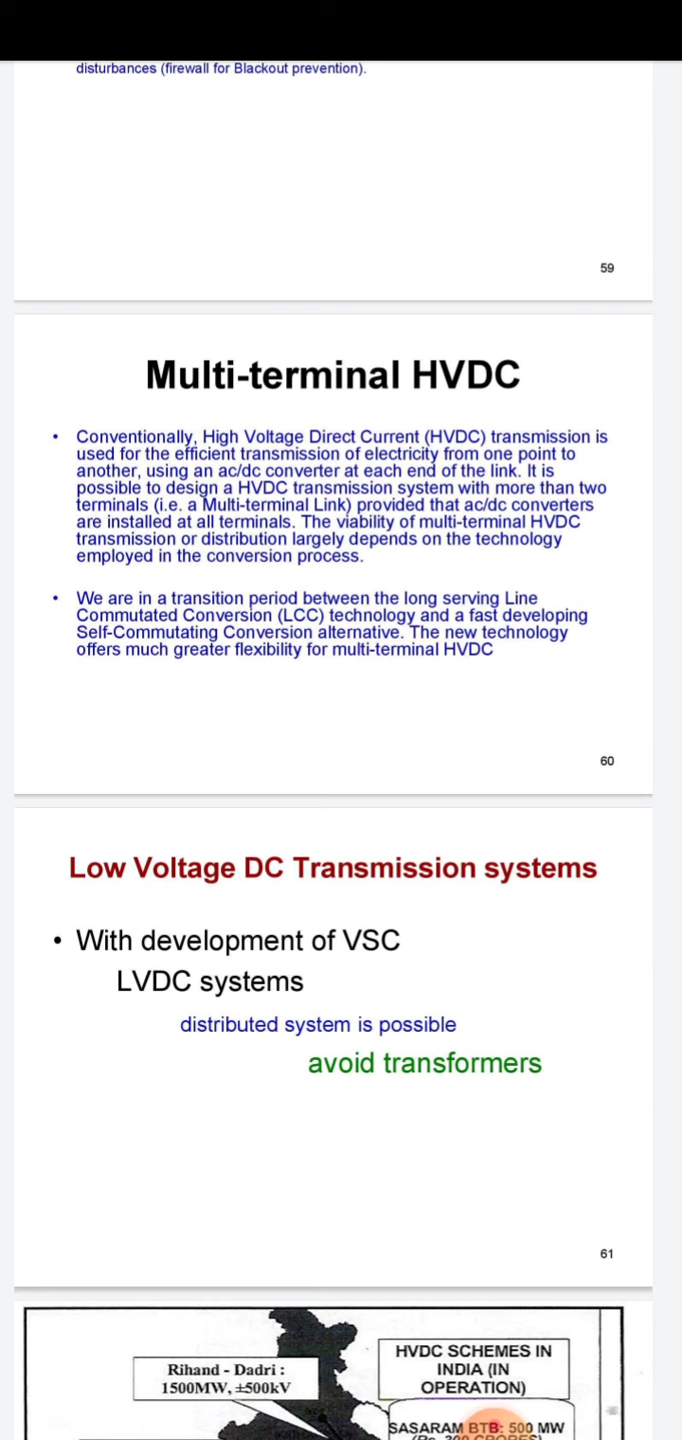 disturbances (firewall for Blackout prevention).
59
Multi-terminal HVDC
• Conventionally, High Voltage Direct Current (HVDC) transmission is
used for the efficient transmission of electricity from one point to
another, using an ac/dc converter at each end of the link. It is
possible to design a HVDC transmission system with more than two
terminals (i.e. a Multi-terminal Link) provided that ac/dc converters
are installed at all terminals. The viability of multi-terminal HVDC
transmission or distribution largely depends on the technology
employed in the conversion process.
• We are in a transition period between the long serving Line
Commutated Conversion (LCC) technology and a fast developing
Self-Commutating Conversion alternative. The new technology
offers much greater flexibility for multi-terminal HVDC
60
Low Voltage DC Transmission systems
• With development of VSC
LVDC systems
distributed system is possible
avoid transformers
61
Rihand - Dadri :
1500MW, ±500kV
HVDC SCHEMES IN
INDIA (IN
OPERATION)
SASARAM BTB: 500 MW